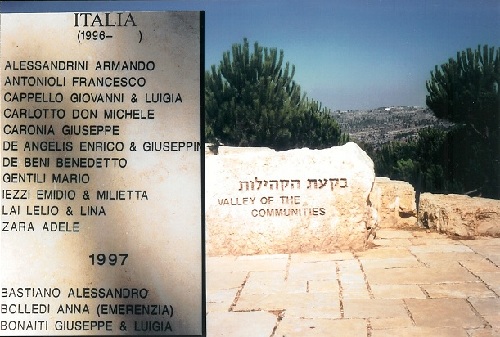 ITALIA
(1996- )
ALESSANDRINI ARMANDO
ANTONIOLI FRANCESCO
CAPPELLO GIOVANNI & LUIGIA
CARLOTTO DON MICHELE
CARONIA GIUSEPPE
DE ANGELIS ENRICO & GIUSEPPIN
DE BENI BENEDETTO
GENTILI MARIO
IEZZI EMIDIO & MILIETTA
LAI LELIO & LINA
ZARA ADELE
1997
BASTIANO ALESSANDRO
BOLLEDI ANNA (EMERENZIA)
BONAITI GIUSEPPE & LUIGIA
בקעת הקהילות
VALLEY OF THE
COMMUNITIES